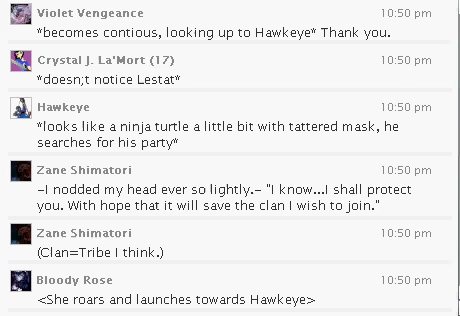 Violet Vengeance 10:50 pm
*becomes contious, looking up to Hawkeye* Thank you.
Crystal J. La'Mort (17) 10:50 pm
*doesn;t notice Lestat*
Hawkeye 10:50 pm
*looks like a ninja turtle a little bit with tattered mask, he
searches for his party*
Zane Shimatori 10:50 pm
–I nodded my head ever so lightly.– "I know...I shall protect
you. With hope that it will save the clan I wish to join."
Zane Shimatori 10:50 pm
(Clan=Tribe I think.)
Bloody Rose 10:50 pm
<She roars and launches towards Hawkeye>